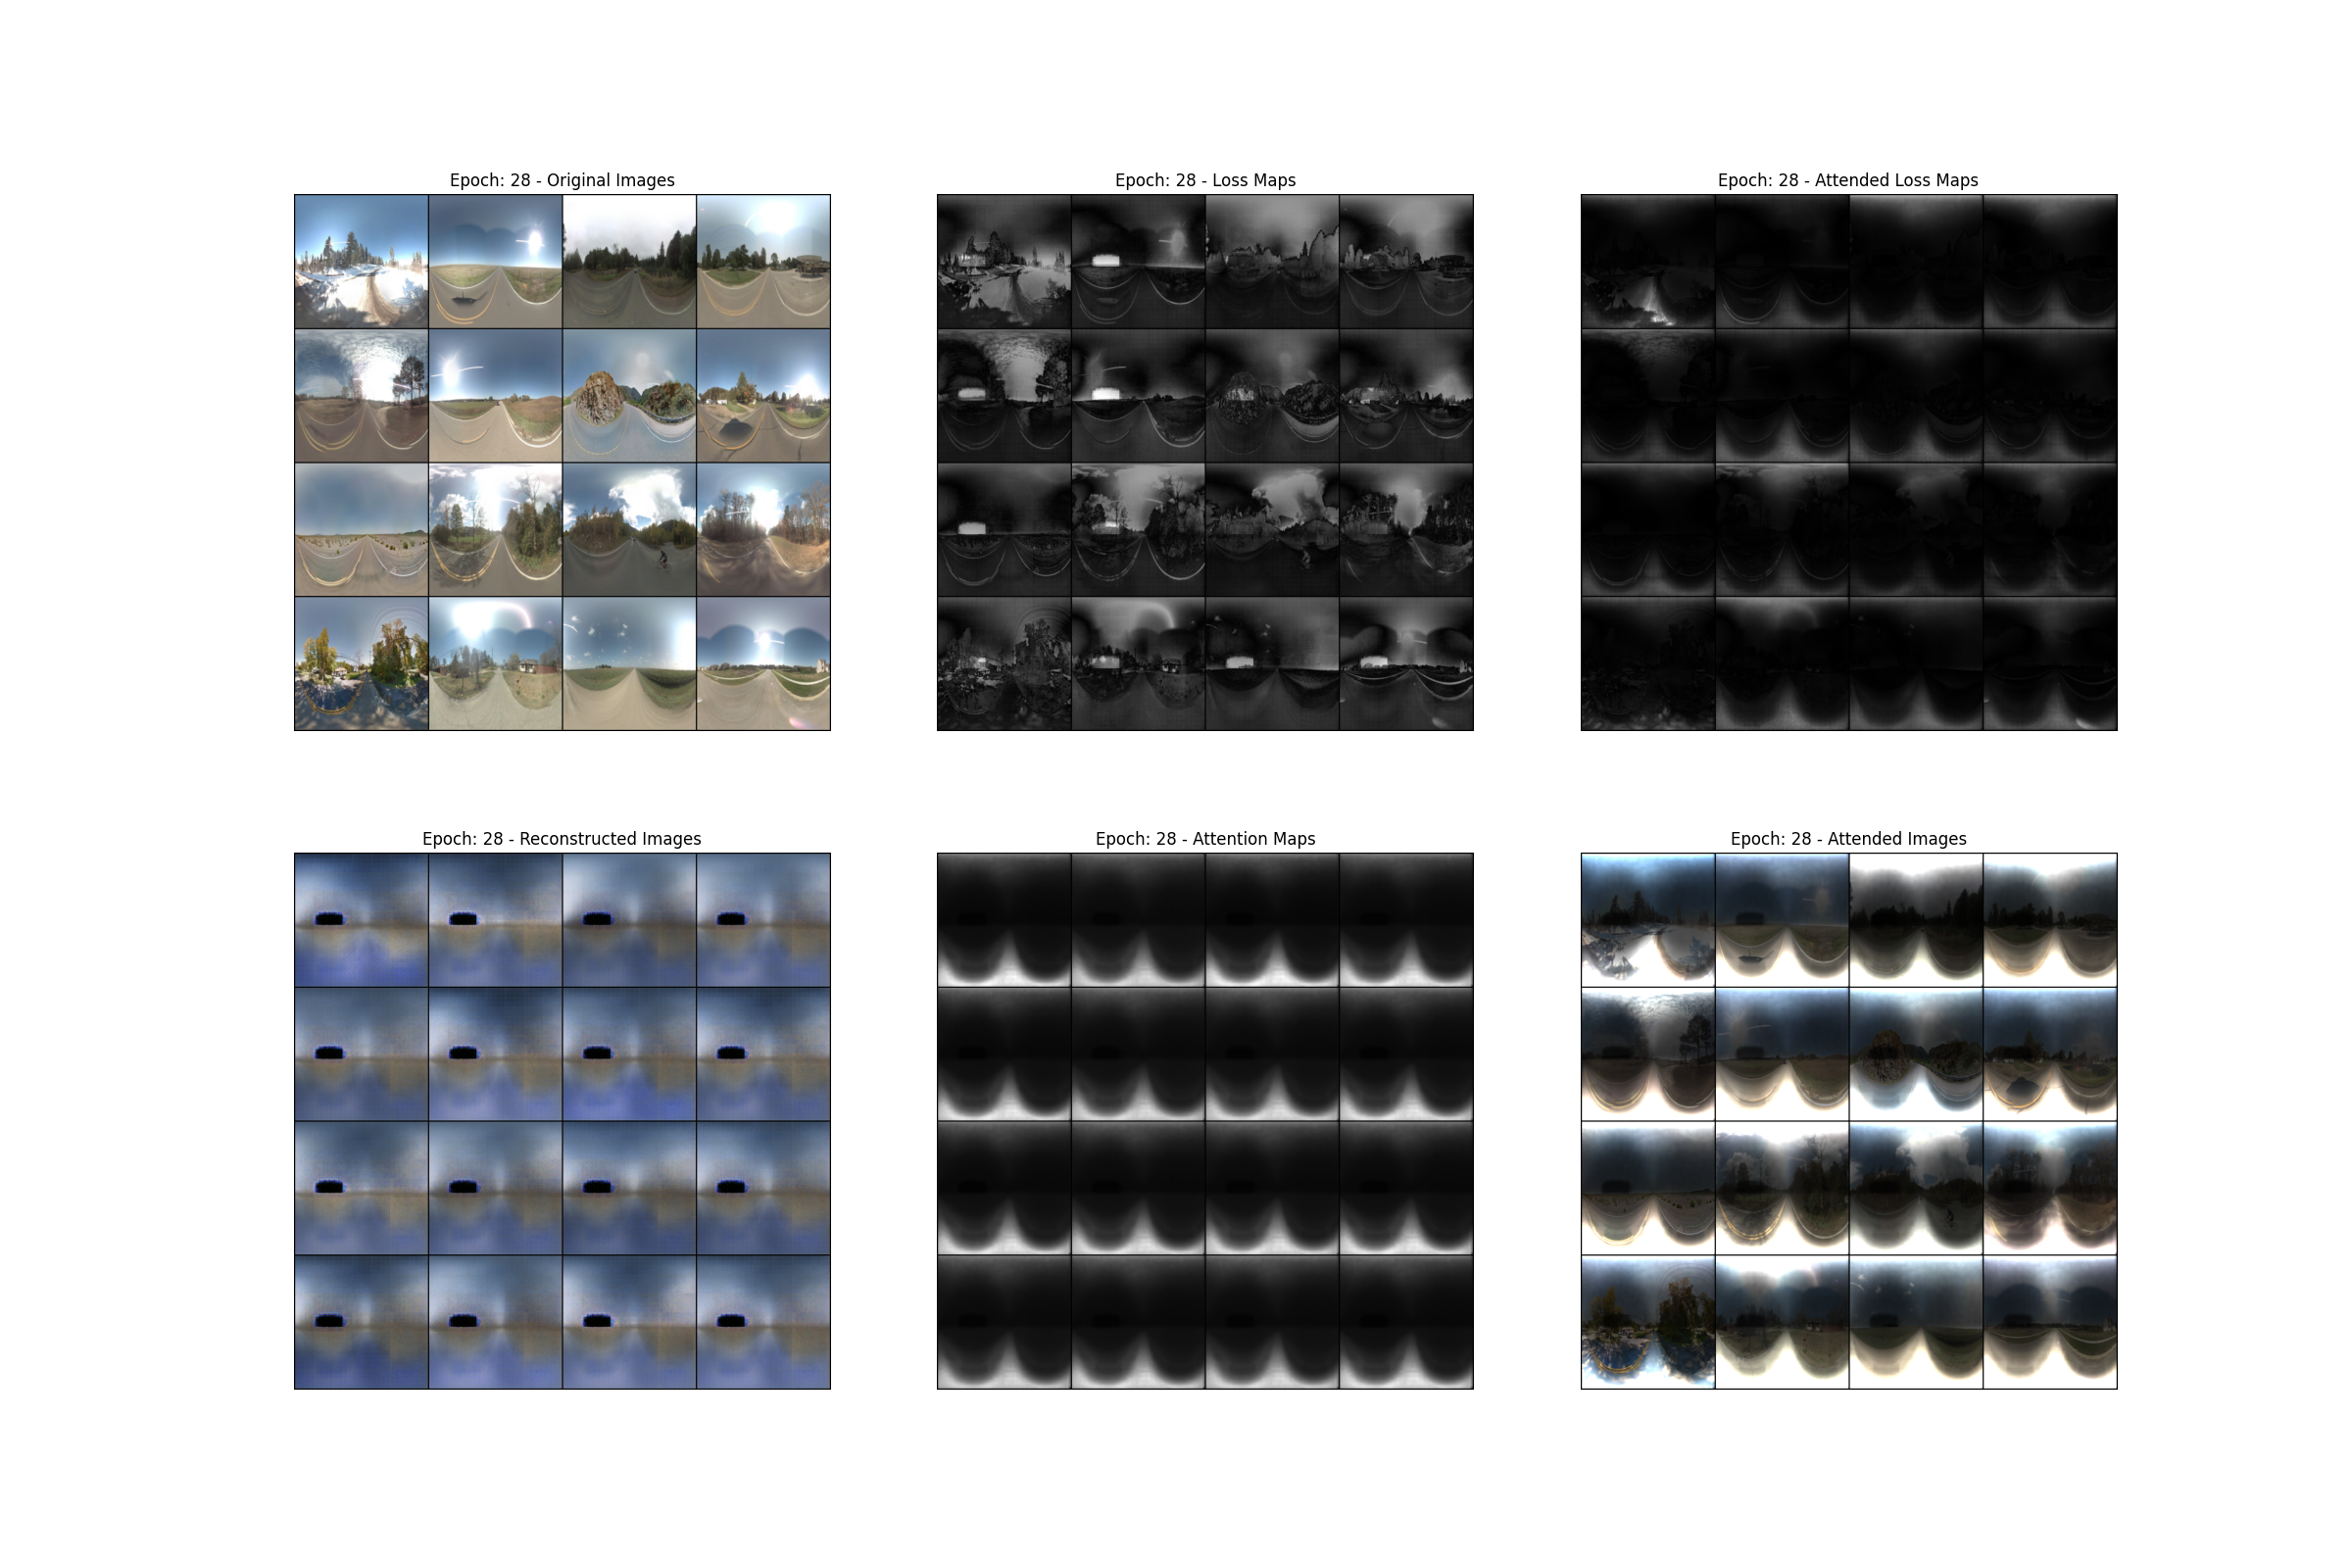 Epoch: 28 - Original Images
Epoch: 28 - Loss Maps
Epoch: 28 - Attended Loss Maps
Epoch: 28 - Reconstructed Images
Epoch: 28 - Attention Maps
Epoch: 28 - Attended Images